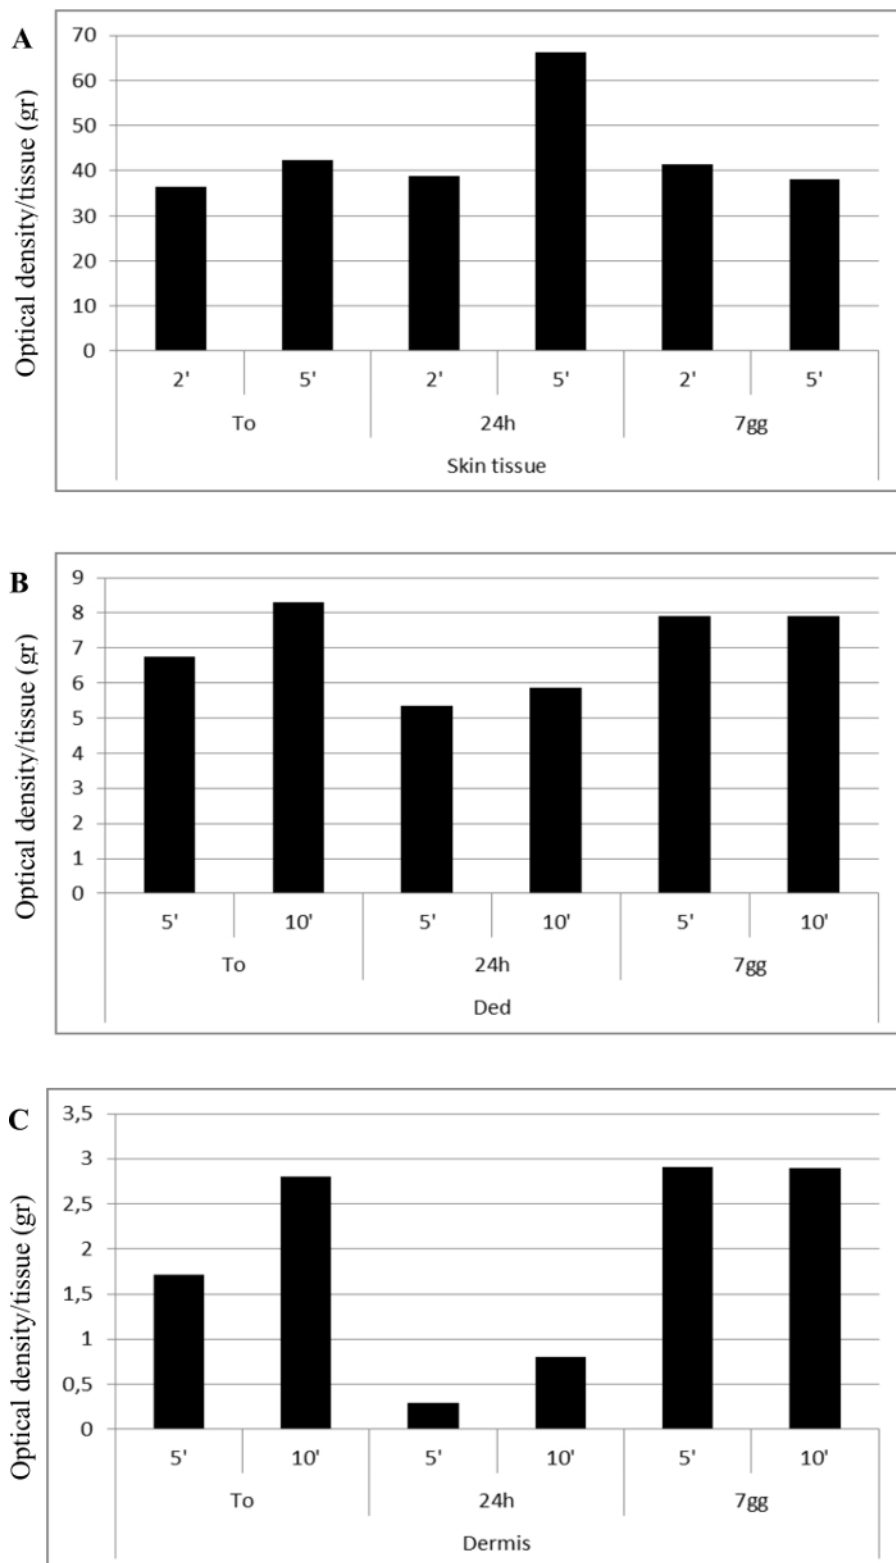 A
Optical density/tissue (gr)
70
60
50
40
30
20
10
0
2' 5' 2' 5' 2' 5'
To 24h 7gg
Skin tissue
B
Optical density/tissue (gr)
9
8
7
6
5
4
3
2
1
0
5' 10' 5' 10' 5' 10'
To 24h 7gg
Ded
C
Optical density/tissue (gr)
3,5
3
2,5
2
1,5
1
0,5
0
5' 10' 5' 10' 5' 10'
To 24h 7gg
Dermis